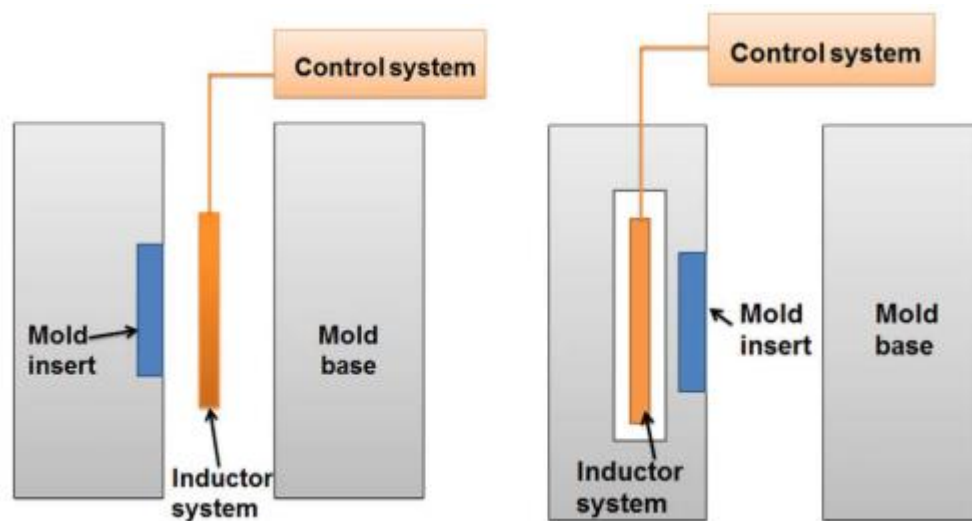 Control system
Mold
insert
Mold
base
Inductor
system
Control system
Mold
insert
Mold
base
Inductor
system